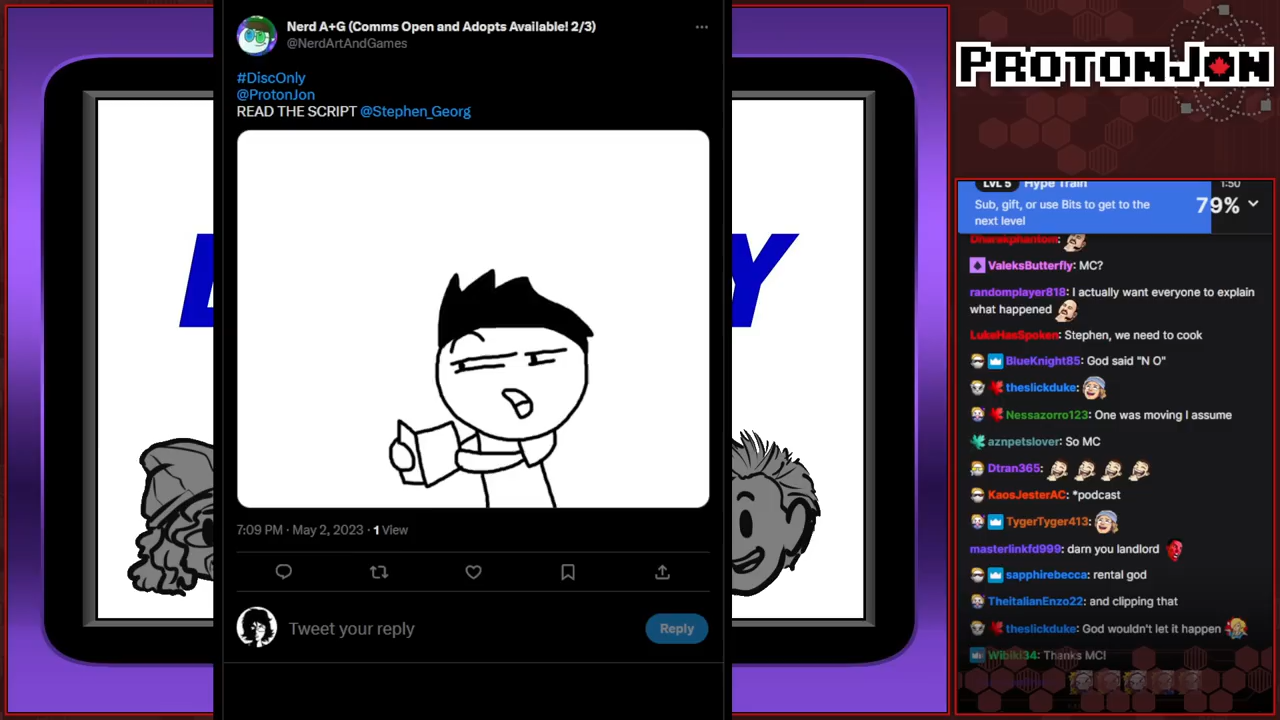 Nerd A+G (Comms Open and Adopts Available! 2/3)
@NerdArtAndGames
#DiscOnly
@ProtonJon
READ THE SCRIPT @Stephen_Georg
7:09 PM · May 2, 2023 · 1 View
Tweet your reply
Reply
Y
PROTONJON
LVL 5 Hype Train 1:50
Sub, gift, or use Bits to get to the
next level
79%
Dharakphantom:
ValeksButterfly: MC?
randomplayer818: I actually want everyone to explain
what happened
LukeHasSpoken: Stephen, we need to cook
BlueKnight85: God said "N O"
theslickduke:
Nessazorro123: One was moving I assume
aznpetslover: So MC
Dtran365:
KaosJesterAC: *podcast
TygerTyger413:
masterlinkfd999: darn you landlord
sapphirebecca: rental god
TheitalianEnzo22: and clipping that
theslickduke: God wouldn't let it happen
Wibiki34: Thanks MC!